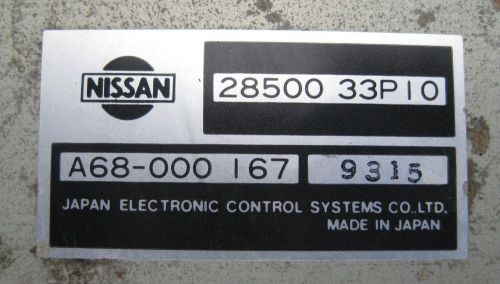 NISSAN
28500 33P10
A68-000 167 9315
JAPAN ELECTRONIC CONTROL SYSTEMS CO.,LTD.
MADE IN JAPAN